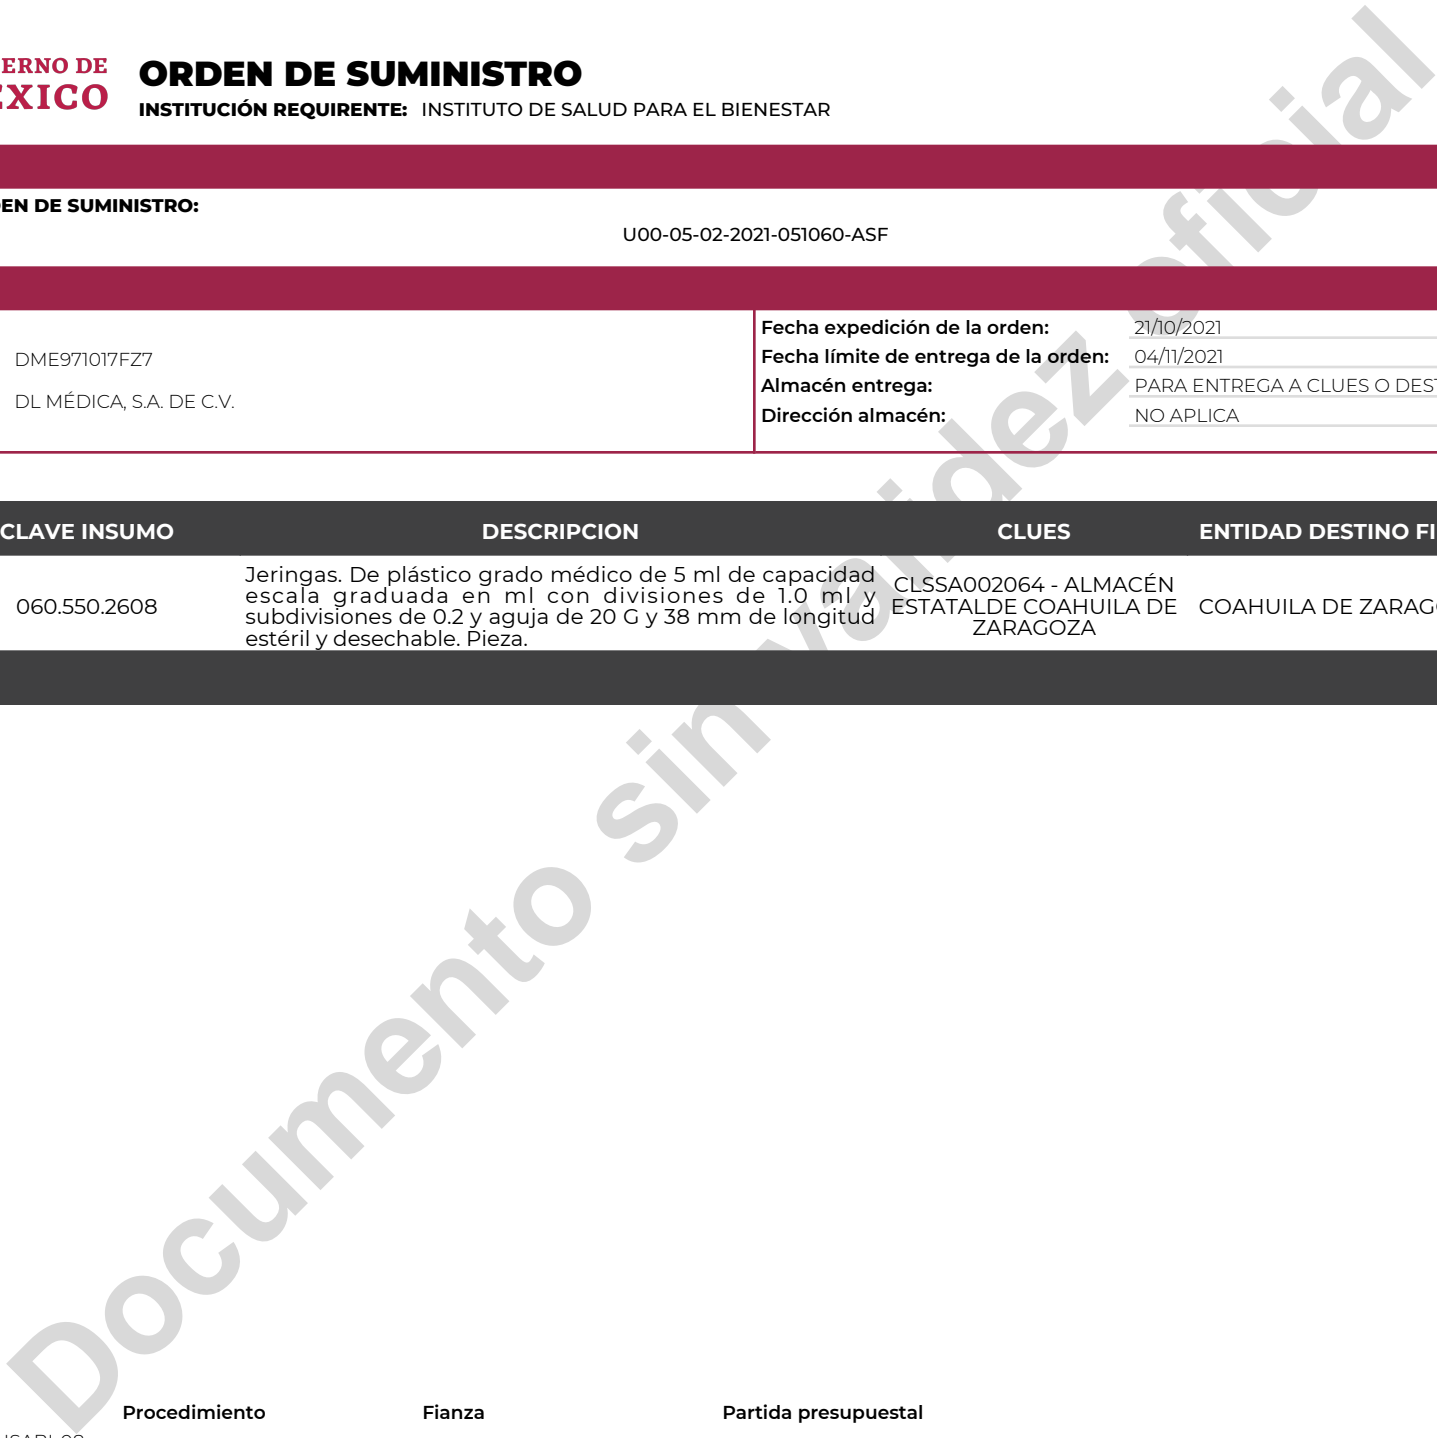 ERNO DE
EXICO
ORDEN DE SUMINISTRO
INSTITUCIÓN REQUIRENTE: INSTITUTO DE SALUD PARA EL BIENESTAR
EN DE SUMINISTRO:
U00-05-02-2021-051060-ASF
DME971017FZ7
DL MÉDICA, S.A. DE C.V.
Fecha expedición de la orden: 21/10/2021
Fecha límite de entrega de la orden: 04/11/2021
Almacén entrega: PARA ENTREGA A CLUES O DEST
Dirección almacén: NO APLICA
CLAVE INSUMO DESCRIPCION CLUES ENTIDAD DESTINO FI
060.550.2608
Jeringas. De plástico grado médico de 5 ml de capacidad
escala graduada en ml con divisiones de 1.0 ml y
subdivisiones de 0.2 y aguja de 20 G y 38 mm de longitud
estéril y desechable. Pieza.
CLSSA002064 - ALMACÉN
ESTATALDE COAHUILA DE
ZARAGOZA
COAHUILA DE ZARAG
Documento sin validez oficial
Procedimiento Fianza Partida presupuestal